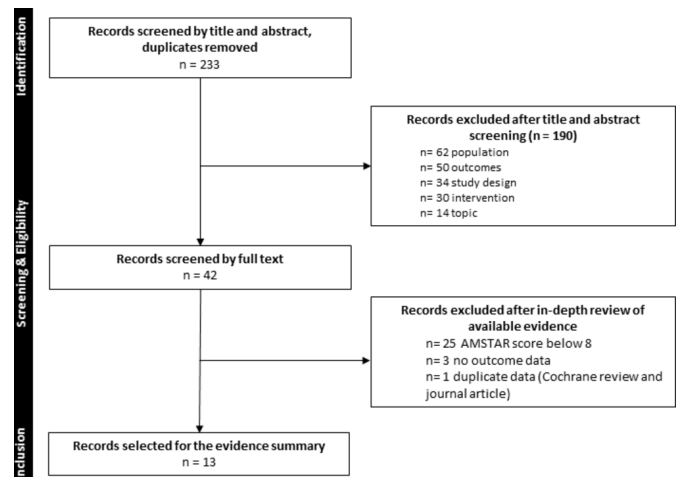 Identification
Records screened by title and abstract,
duplicates removed
n = 233
Records excluded after title and abstract
screening (n = 190)
n= 62 population
n= 50 outcomes
n= 34 study design
n= 30 intervention
n= 14 topic
Screening & Eligibility
Records screened by full text
n = 42
Records excluded after in-depth review of
available evidence
n= 25 AMSTAR score below 8
n= 3 no outcome data
n= 1 duplicate data (Cochrane review and
journal article)
nclusion
Records selected for the evidence summary
n = 13